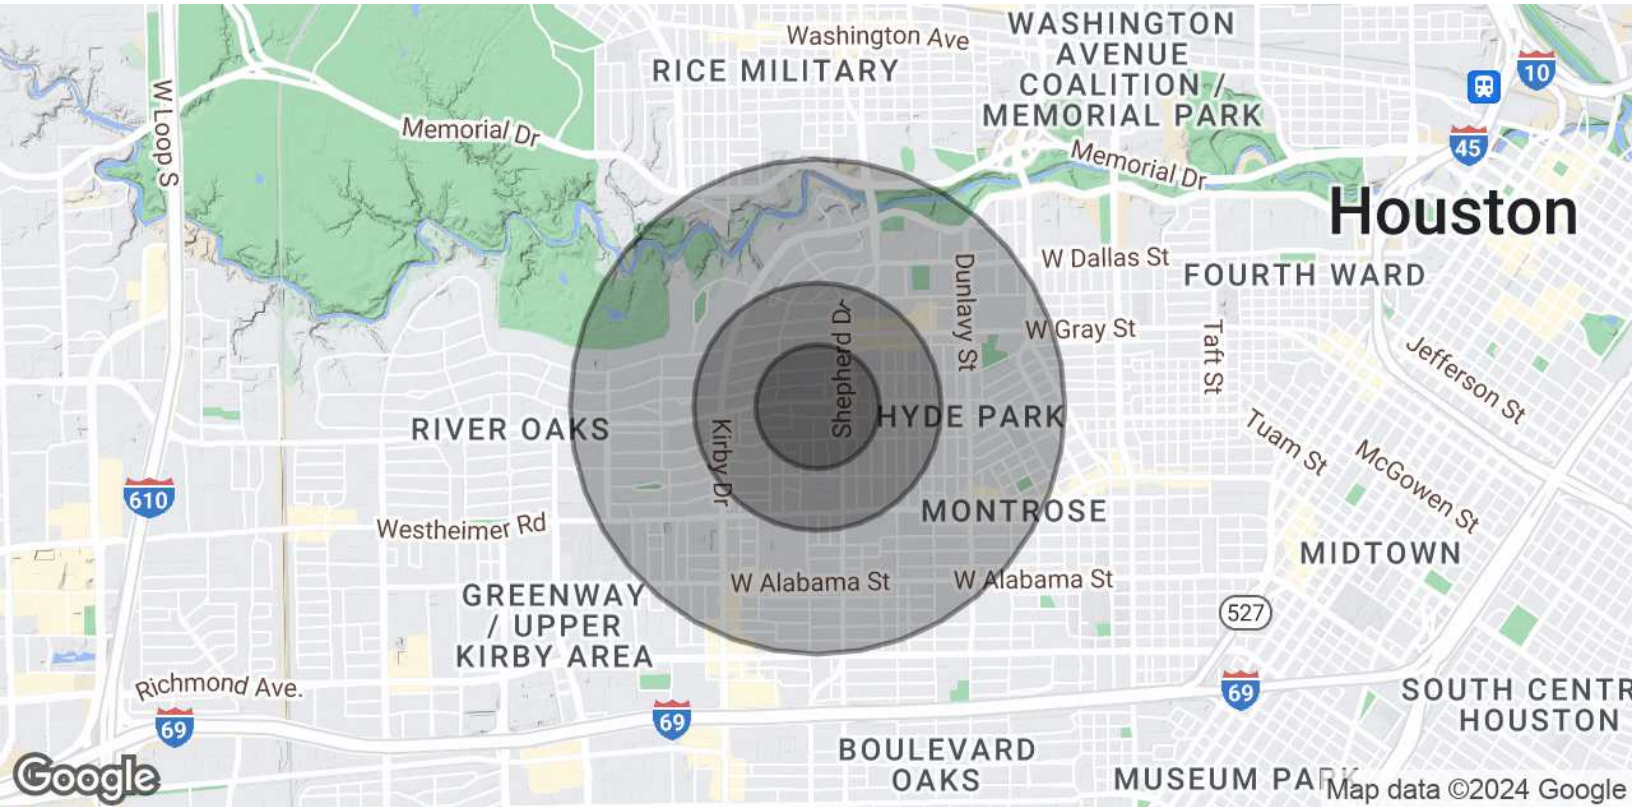 Washington Ave
WASHINGTON
AVENUE
COALITION /
MEMORIAL PARK
RICE MILITARY
10
45
W Loop S
Memorial Dr
Memorial Dr
Houston
W Dallas St
FOURTH WARD
Dunlavy St
W Gray St
Taft St
Shepherd Dr
Jefferson St
RIVER OAKS
Kirby Dr
HYDE PARK
Tuam St
McGowen St
610
Westheimer Rd
MONTROSE
MIDTOWN
W Alabama St
W Alabama St
GREENWAY
/ UPPER
KIRBY AREA
527
Richmond Ave.
69
69
69
SOUTH CENTR
HOUSTON
BOULEVARD
OAKS
MUSEUM PARK
Google
Map data ©2024 Google